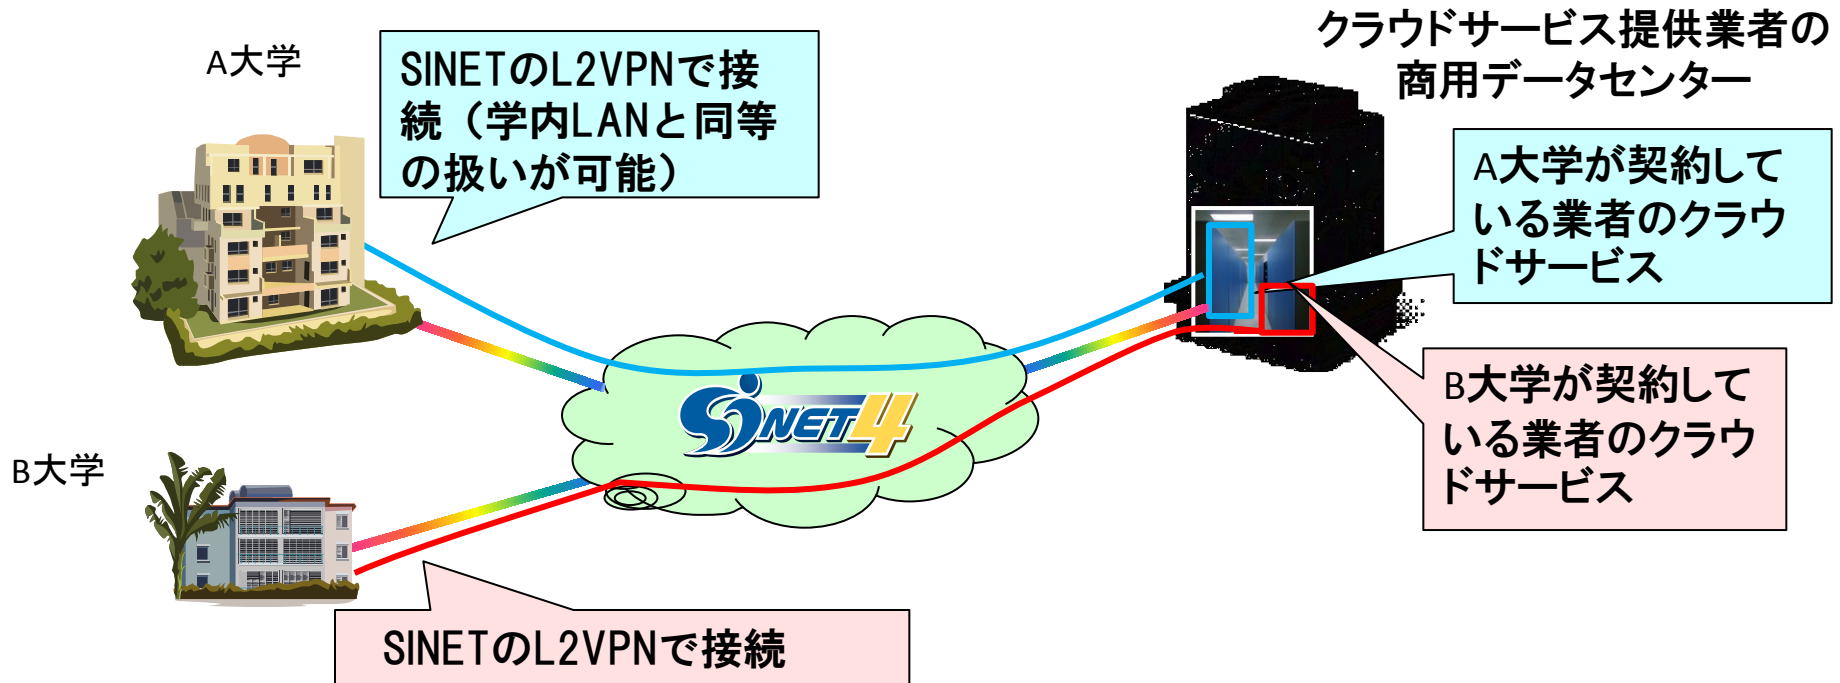 クラウドサービス提供業者の
商用データセンター
A大学
SINETのL2VPNで接
続（学内LANと同等
の扱いが可能）
A大学が契約して
いる業者のクラウ
ドサービス
SINET4
B大学が契約して
いる業者のクラウ
ドサービス
B大学
SINETのL2VPNで接続